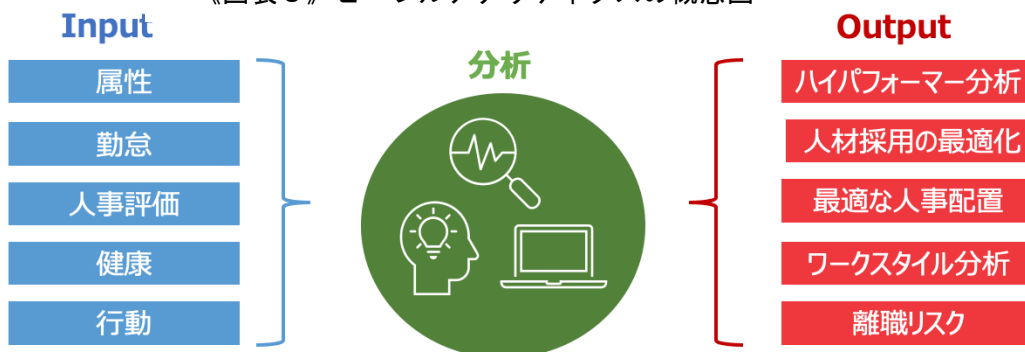 Input
属性
勤怠
人事評価
健康
行動
分析
Output
ハイパフォーマー分析
人材採用の最適化
最適な人事配置
ワークスタイル分析
離職リスク